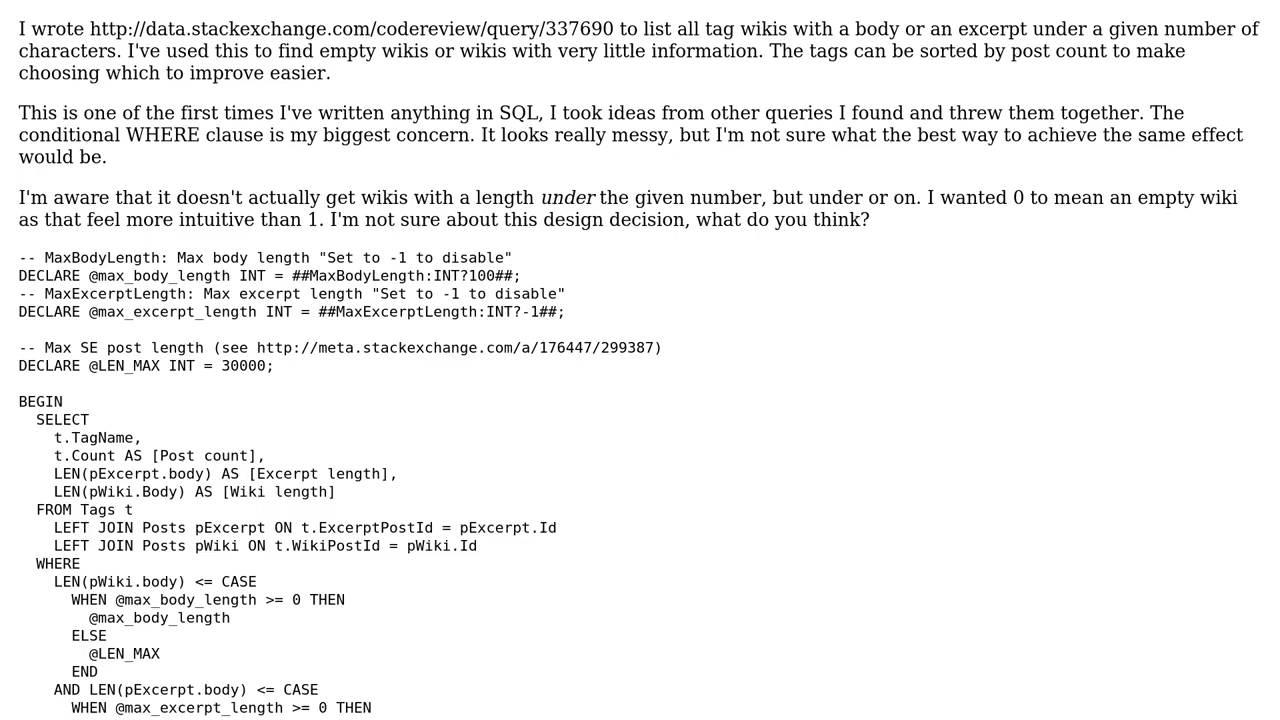 I wrote http://data.stackexchange.com/codereview/query/337690 to list all tag wikis with a body or an excerpt under a given number of
characters. I've used this to find empty wikis or wikis with very little information. The tags can be sorted by post count to make
choosing which to improve easier.
This is one of the first times I've written anything in SQL, I took ideas from other queries I found and threw them together. The
conditional WHERE clause is my biggest concern. It looks really messy, but I'm not sure what the best way to achieve the same effect
would be.
I'm aware that it doesn't actually get wikis with a length under the given number, but under or on. I wanted 0 to mean an empty wiki
as that feel more intuitive than 1. I'm not sure about this design decision, what do you think?
-- MaxBodyLength: Max body length "Set to -1 to disable"
DECLARE @max_body_length INT = ##MaxBodyLength:INT?100##;
-- MaxExcerptLength: Max excerpt length "Set to -1 to disable"
DECLARE @max_excerpt_length INT = ##MaxExcerptLength:INT?-1##;
-- Max SE post length (see http://meta.stackexchange.com/a/176447/299387)
DECLARE @LEN_MAX INT = 30000;
BEGIN
  SELECT
    t.TagName,
    t.Count AS [Post count],
    LEN(pExcerpt.body) AS [Excerpt length],
    LEN(pWiki.Body) AS [Wiki length]
  FROM Tags t
    LEFT JOIN Posts pExcerpt ON t.ExcerptPostId = pExcerpt.Id
    LEFT JOIN Posts pWiki ON t.WikiPostId = pWiki.Id
  WHERE
    LEN(pWiki.body) <= CASE
      WHEN @max_body_length >= 0 THEN
        @max_body_length
      ELSE
        @LEN_MAX
      END
    AND LEN(pExcerpt.body) <= CASE
      WHEN @max_excerpt_length >= 0 THEN